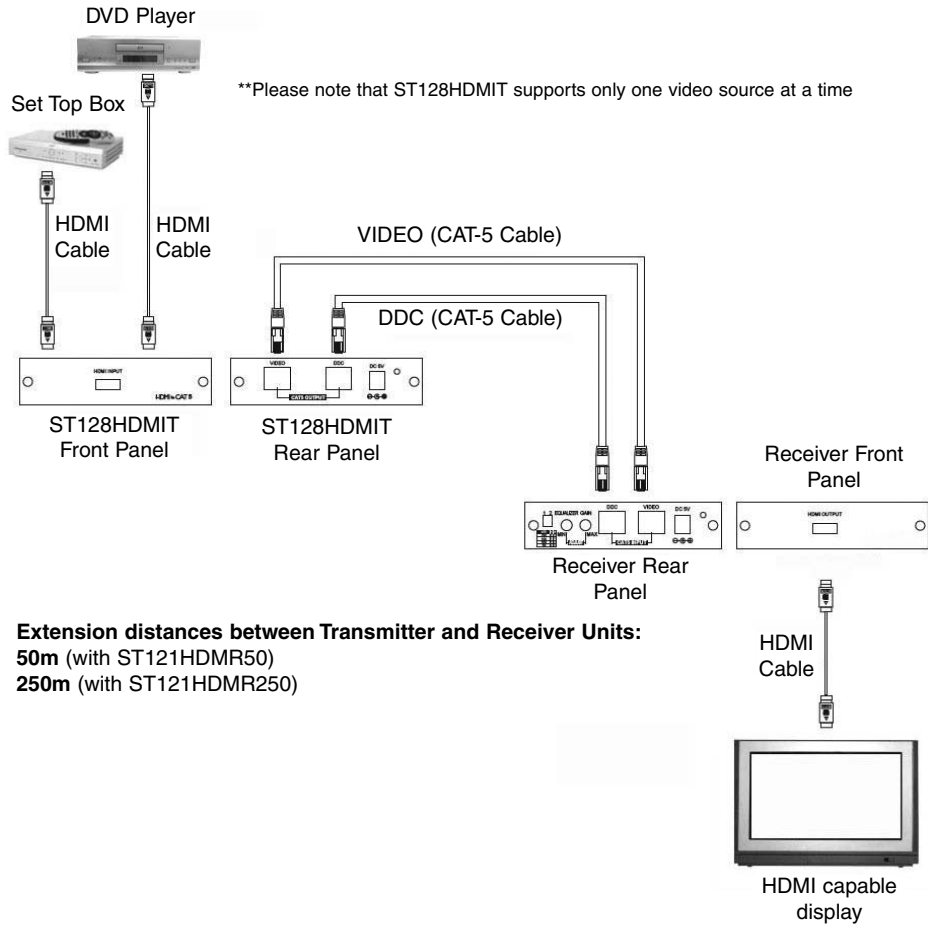 DVD Player
**Please note that ST128HDMIT supports only one video source at a time
Set Top Box
HDMI
Cable
HDMI
Cable
VIDEO (CAT-5 Cable)
DDC (CAT-5 Cable)
HDMI INPUT
HDMI to CAT 5
VIDEO
DDC
DC 5V
CAT5 OUTPUT
ST128HDMIT
Front Panel
ST128HDMIT
Rear Panel
Receiver Front
Panel
1 2 EQUALIZER GAIN
DDC
VIDEO
DC 5V
MIN
MAX
CAT5 INPUT
HDMI OUTPUT
Receiver Rear
Panel
Extension distances between Transmitter and Receiver Units:
50m (with ST121HDMR50)
250m (with ST121HDMR250)
HDMI
Cable
HDMI capable
display